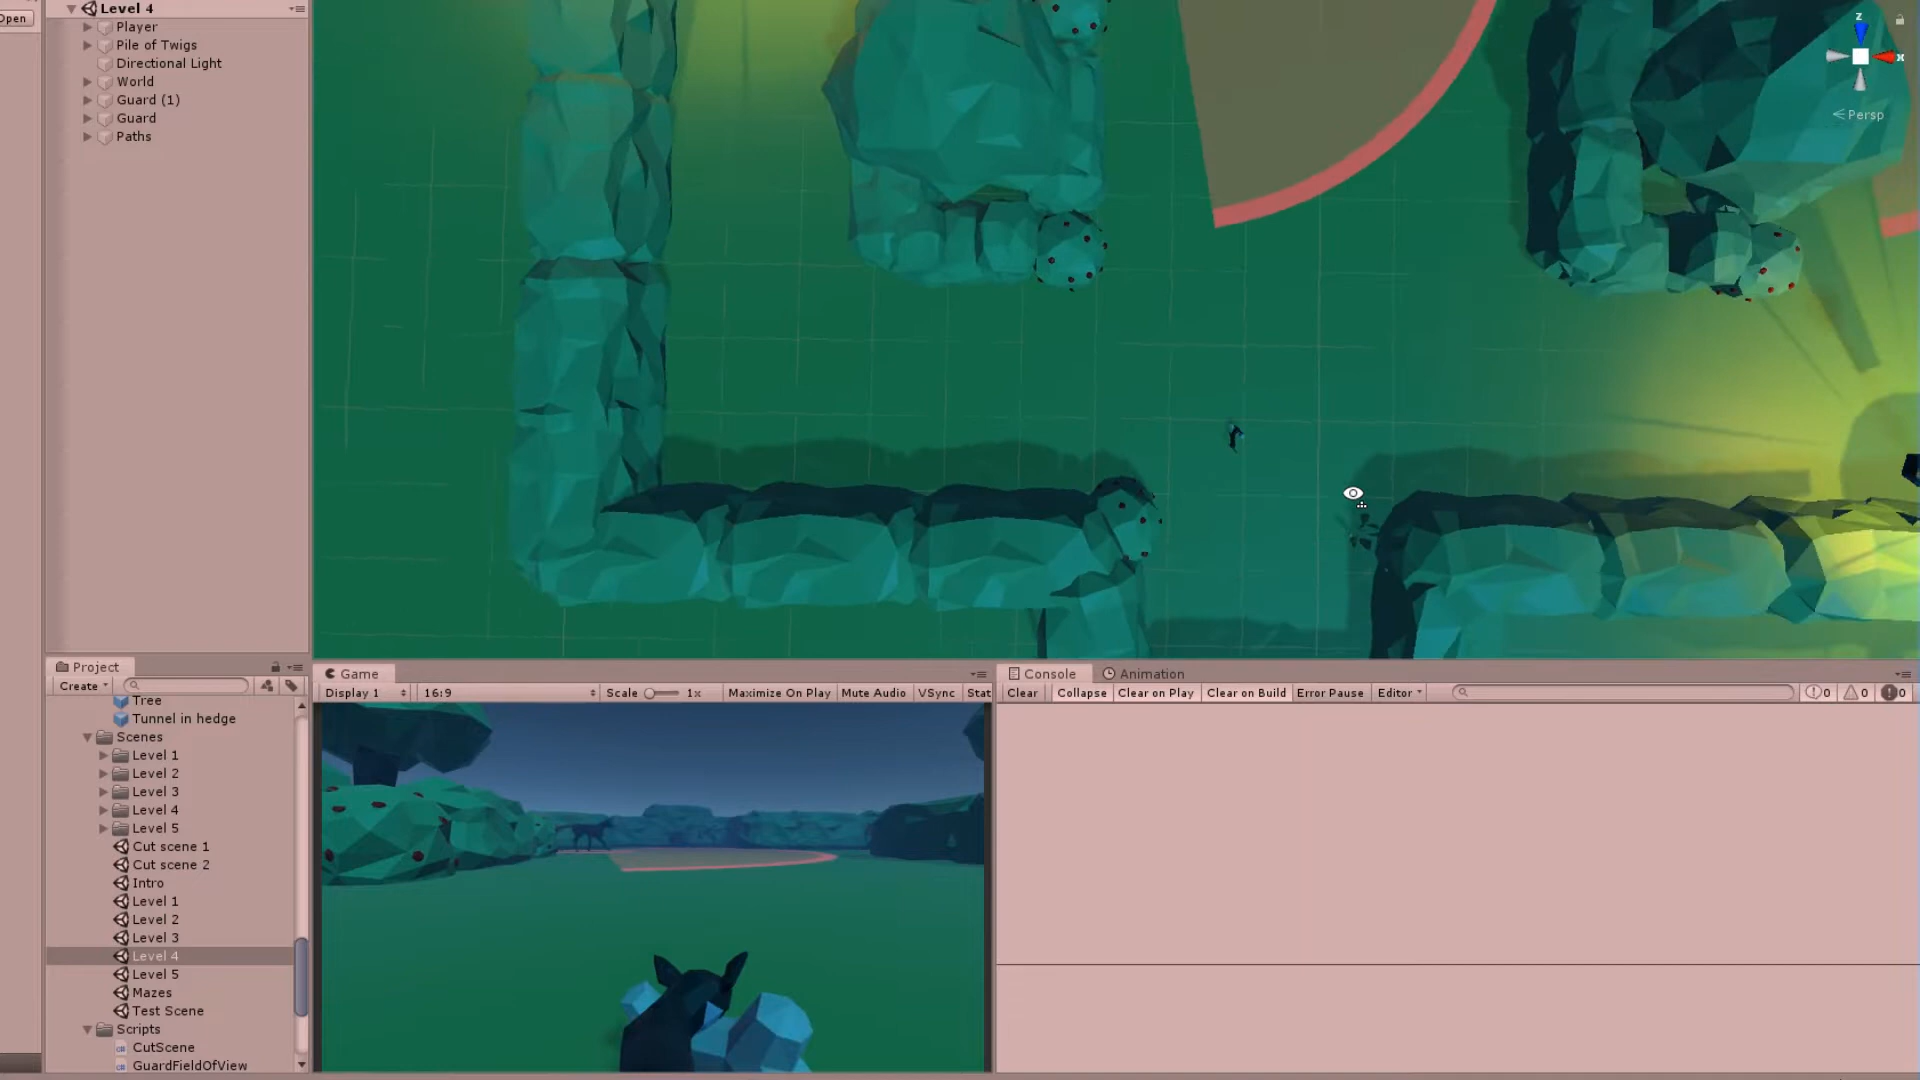 Open
Level 4
Player
Pile of Twigs
Directional Light
World
Guard (1)
Guard
Paths
z
x
Persp
Project
Create
Tree
Tunnel in hedge
Scenes
Level 1
Level 2
Level 3
Level 4
Level 5
Cut scene 1
Cut scene 2
Intro
Level 1
Level 2
Level 3
Level 4
Level 5
Mazes
Test Scene
Scripts
CutScene
GuardFieldOfView
Game
Display 1 16:9 Scale 1x Maximize On Play Mute Audio VSync Stat
Console Animation
Clear Collapse Clear on Play Clear on Build Error Pause Editor 0 0 0